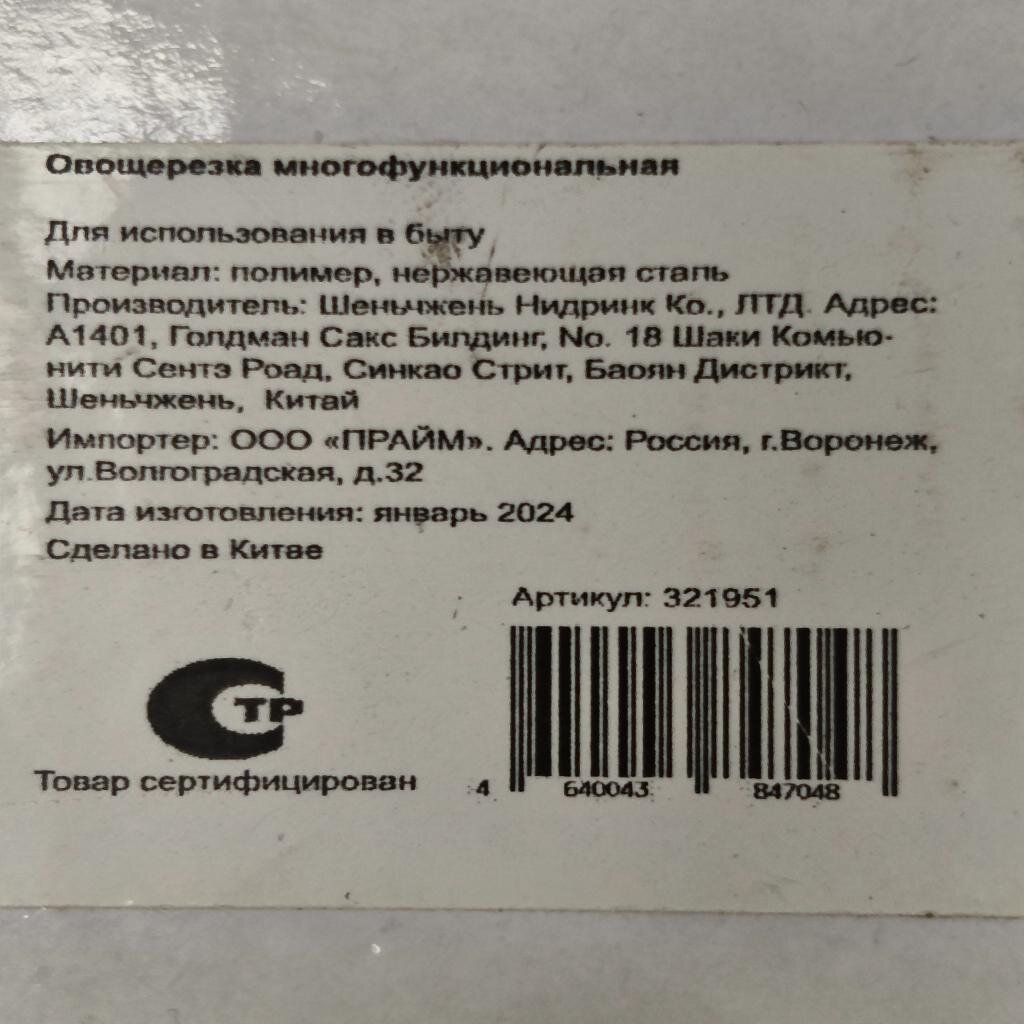 Овощерезка многофункциональная
Для использования в быту
Материал: полимер, нержавеющая сталь
Производитель: Шеньчжень Нидринк Ко., ЛТД. Адрес:
А1401, Голдман Сакс Билдинг, No. 18 Шаки Комью-
нити Сентэ Роад, Синкао Стрит, Баоян Дистрикт,
Шеньчжень, Китай
Импортер: ООО «ПРАЙМ». Адрес: Россия, г.Воронеж,
ул.Волгоградская, д.32
Дата изготовления: январь 2024
Сделано в Китае
Артикул: 321951
СТР
Товар сертифицирован
4 640043 847048